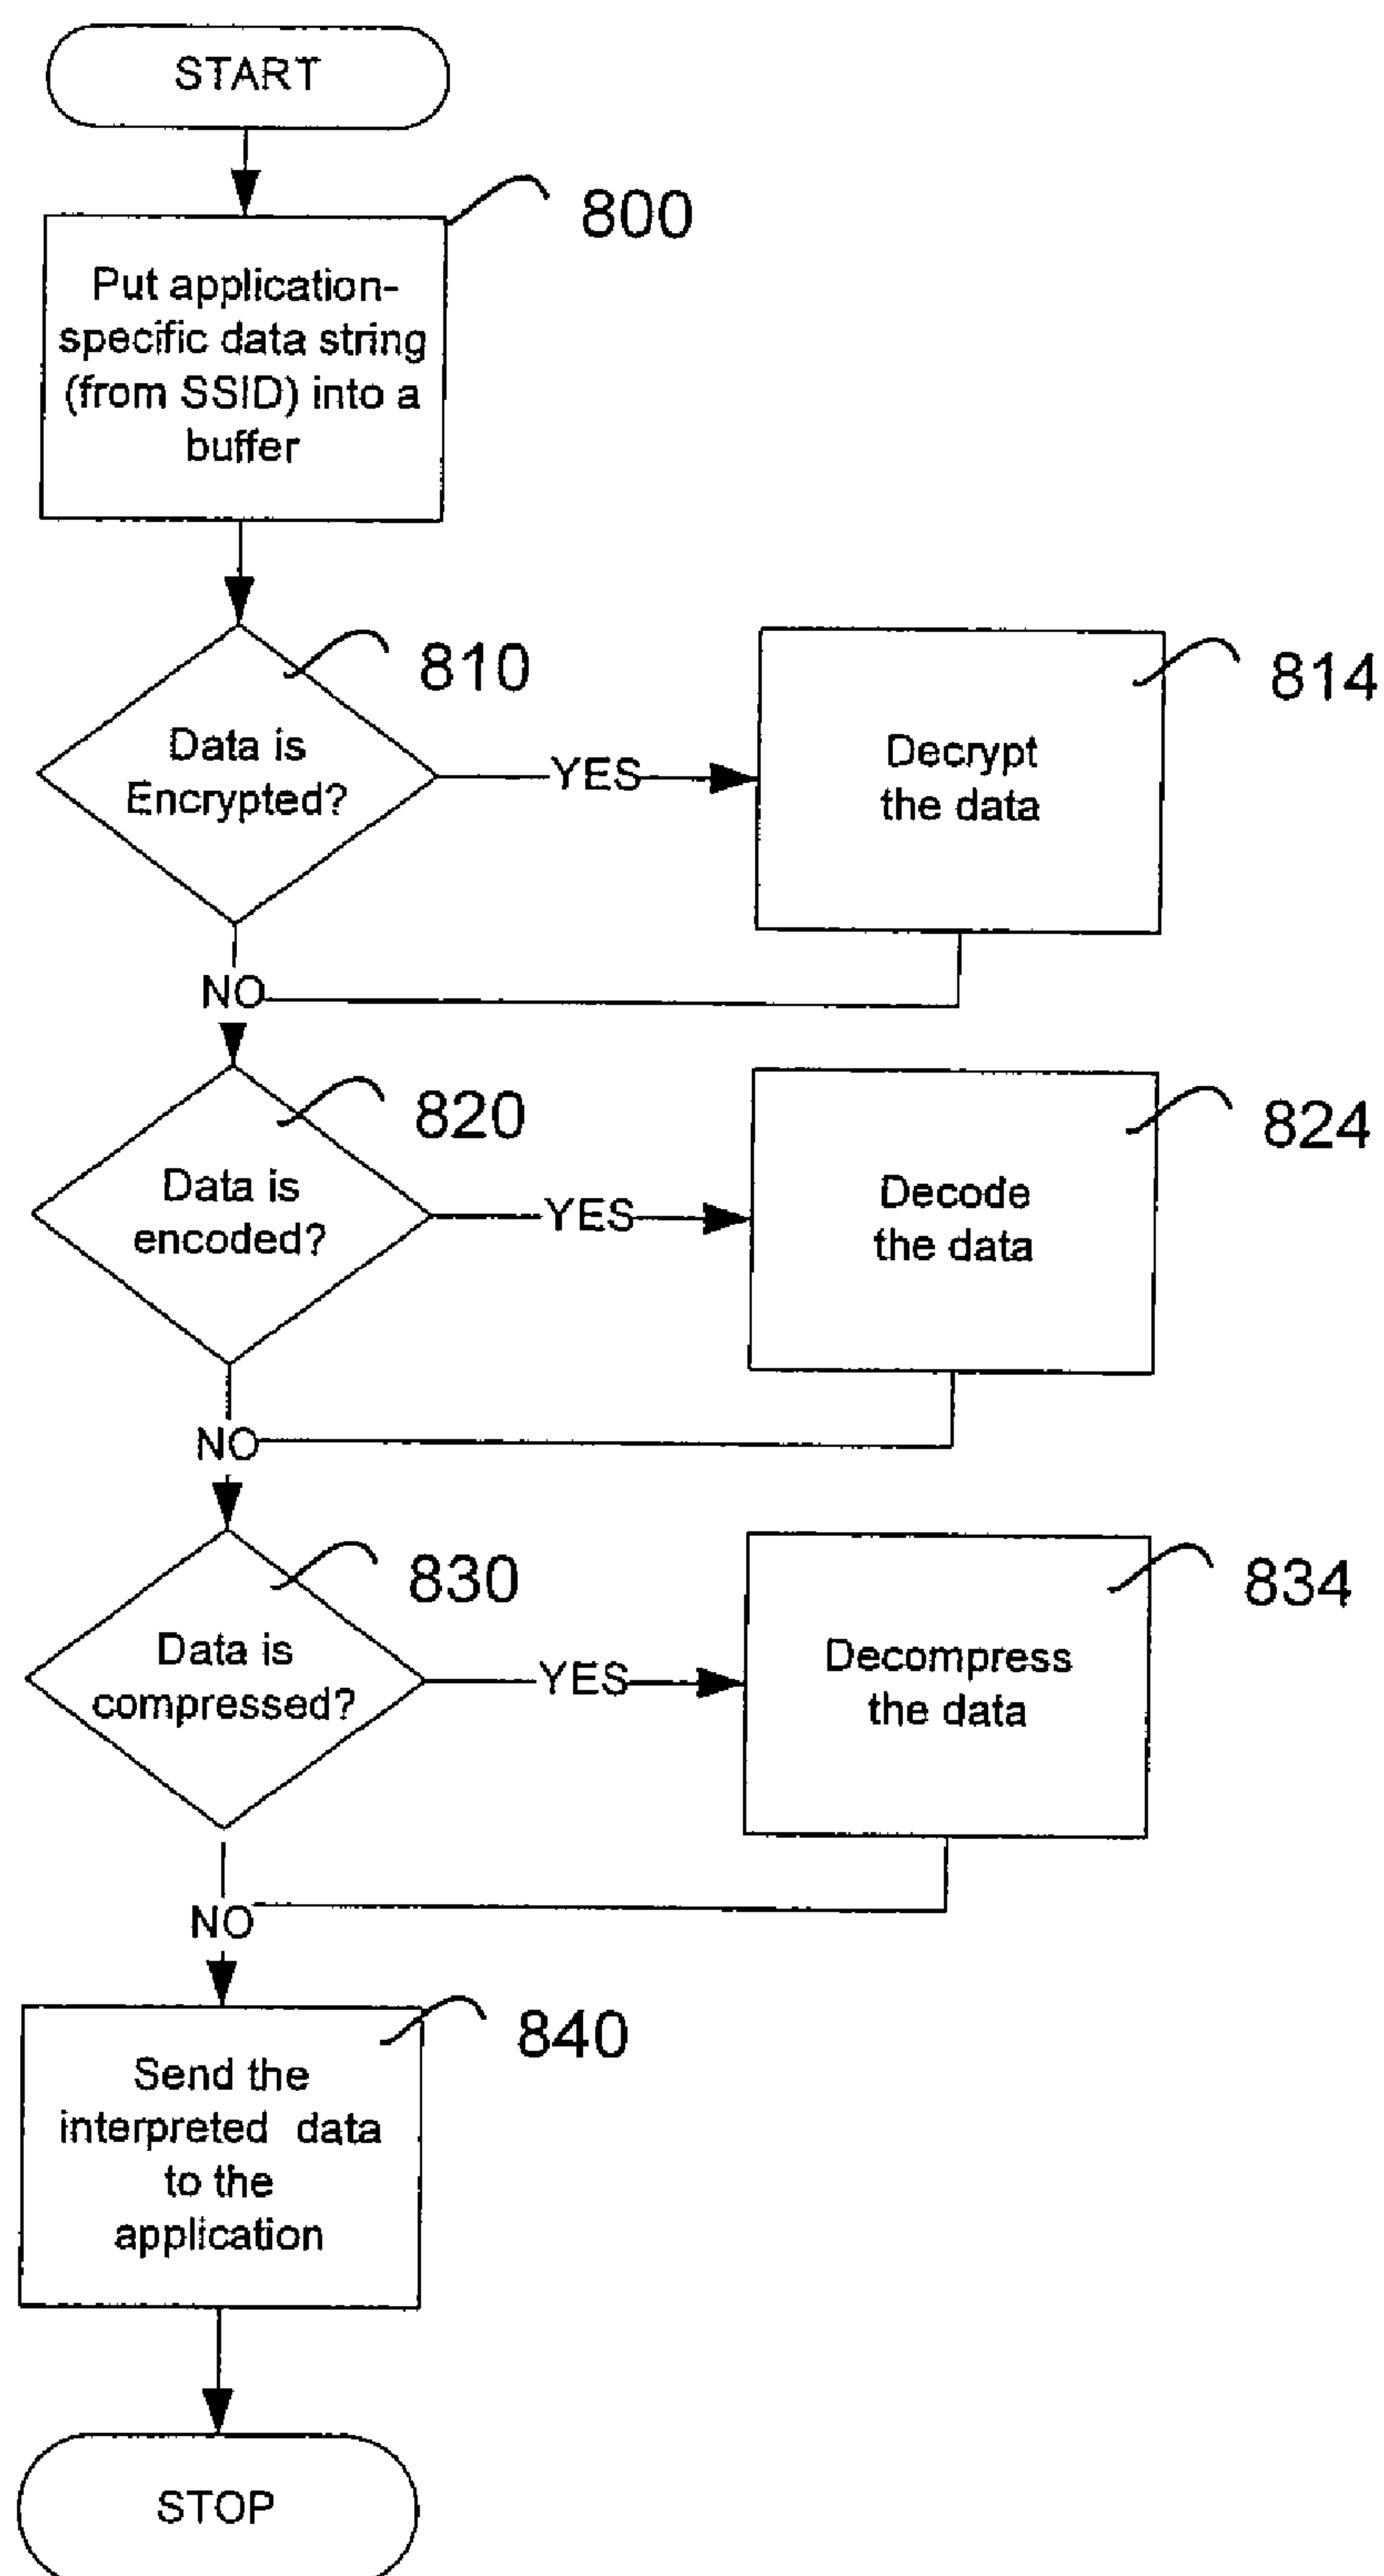 START
800
Put application-
specific data string
(from SSID) into a
buffer
810
814
Data is
Encrypted?
YES
Decrypt
the data
NO
820
824
Data is
encoded?
YES
Decode
the data
NO
830
834
Data is
compressed?
YES
Decompress
the data
NO
840
Send the
interpreted data
to the
application
STOP